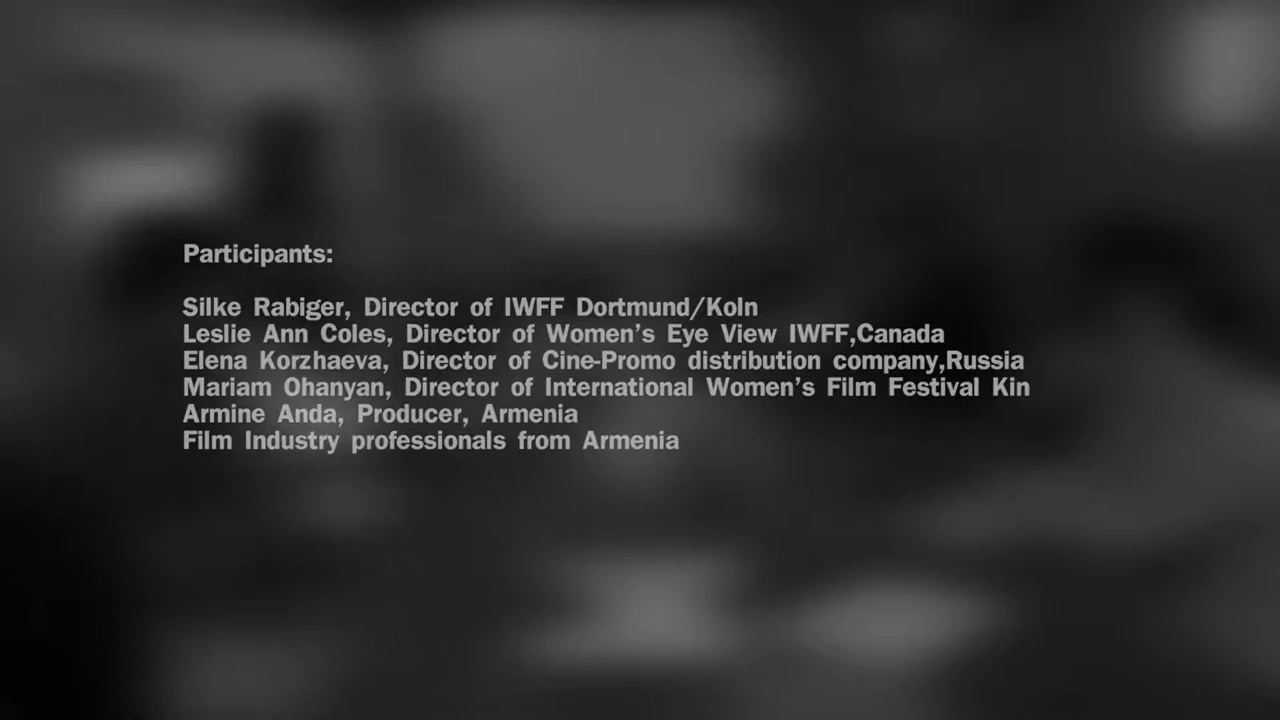 Participants:
Silke Rabiger, Director of IWFF Dortmund/Koln
Leslie Ann Coles, Director of Women's Eye View IWFF,Canada
Elena Korzhaeva, Director of Cine-Promo distribution company,Russia
Mariam Ohanyan, Director of International Women's Film Festival Kin
Armine Anda, Producer, Armenia
Film Industry professionals from Armenia